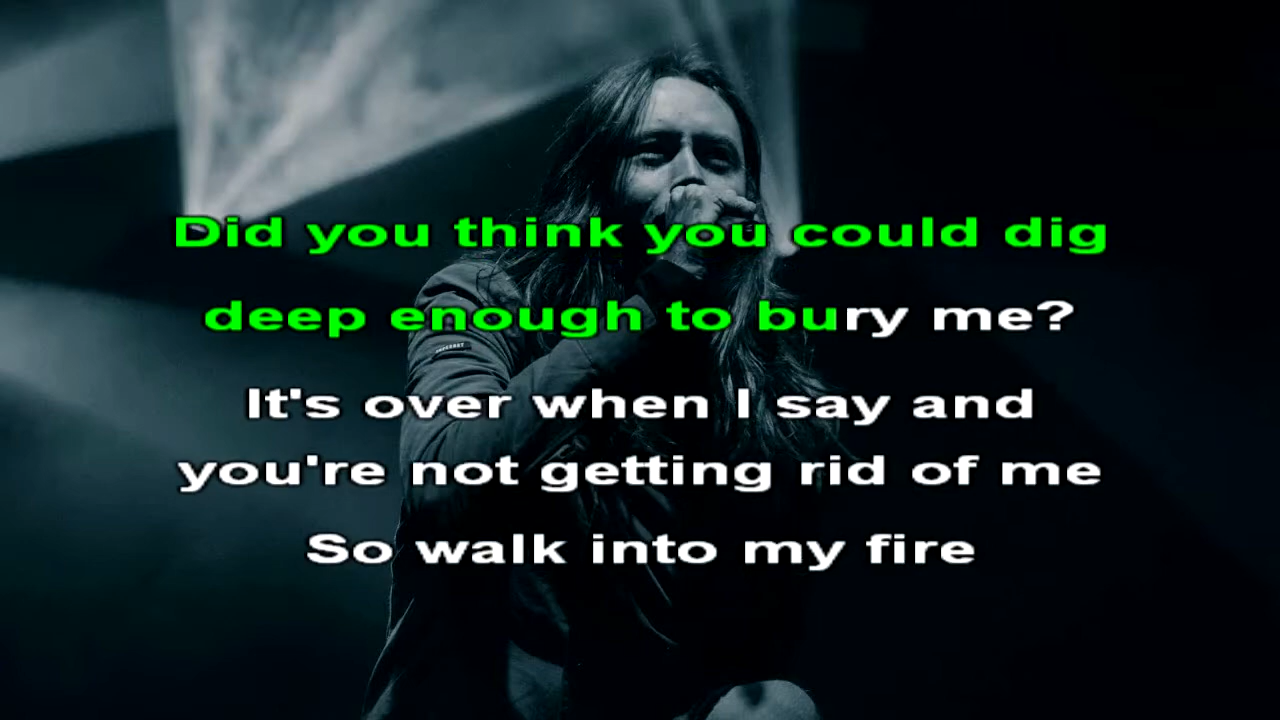 Did you think you could dig
deep enough to bury me?
It's over when I say and
you're not getting rid of me
So walk into my fire